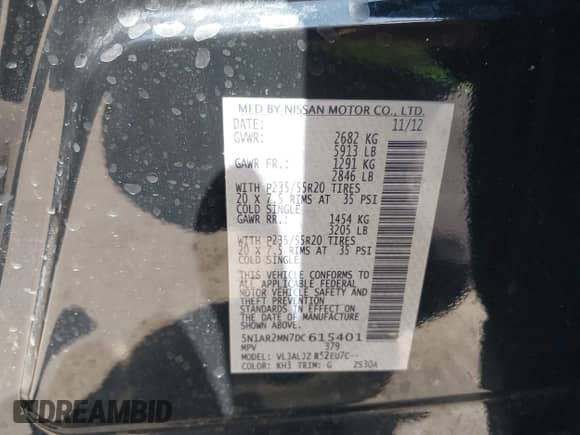 MFD BY NISSAN MOTOR CO., LTD.
DATE: 11/12
GVWR: 2682 KG
5913 LB
GAWR FR.: 1291 KG
2846 LB
WITH P235/55R20 TIRES
20 X 7.5 RIMS AT 35 PSI
COLD SINGLE
GAWR RR.: 1454 KG
3205 LB
WITH P235/55R20 TIRES
20 X 7.5 RIMS AT 35 PSI
COLD SINGLE
THIS VEHICLE CONFORMS TO
ALL APPLICABLE FEDERAL
MOTOR VEHICLE SAFETY AND
THEFT PREVENTION
STANDARDS IN EFFECT ON
THE DATE OF MANUFACTURE
SHOWN ABOVE.
5N1AR2MN7DC615401
MPV 379
MODEL: VLJALJZ R52EU7C--
COLOR: KH3 TRIM: G 2530A
DREAMBID